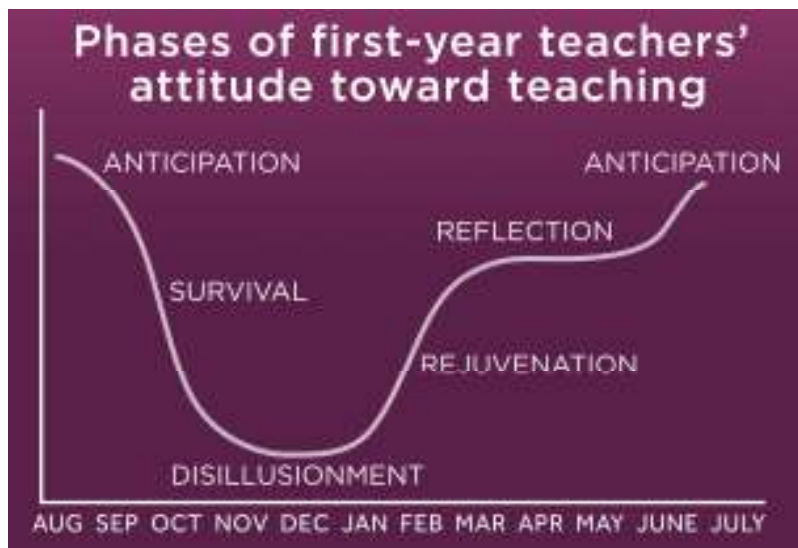 Phases of first-year teachers'
attitude toward teaching
ANTICIPATION
ANTICIPATION
REFLECTION
SURVIVAL
REJUVENATION
DISILLUSIONMENT
AUG SEP OCT NOV DEC JAN FEB MAR APR MAY JUNE JULY